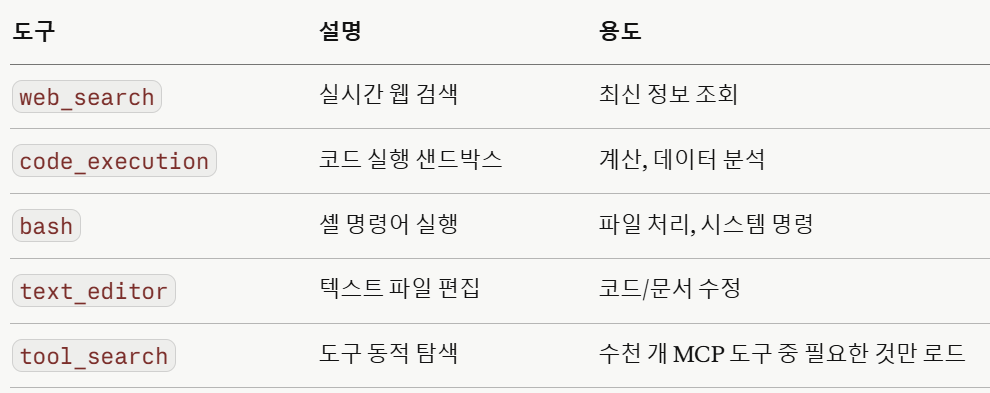 도구 설명 용도
web_search 실시간 웹 검색 최신 정보 조회
code_execution 코드 실행 샌드박스 계산, 데이터 분석
bash 셸 명령어 실행 파일 처리, 시스템 명령
text_editor 텍스트 파일 편집 코드/문서 수정
tool_search 도구 동적 탐색 수천 개 MCP 도구 중 필요한 것만 로드